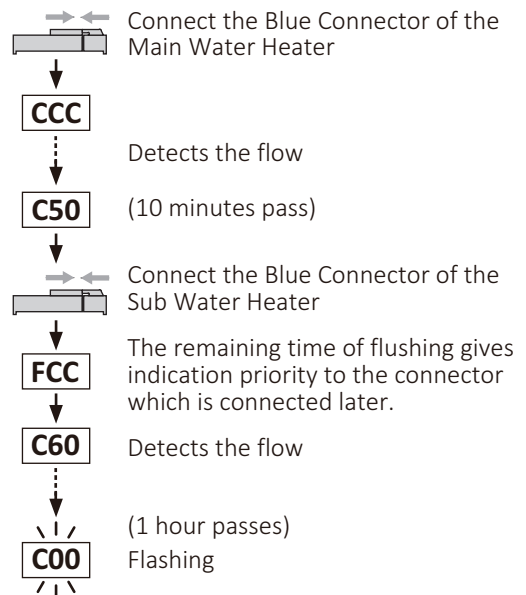 Connect the Blue Connector of the
Main Water Heater
CCC
Detects the flow
C50
(10 minutes pass)
Connect the Blue Connector of the
Sub Water Heater
FCC
The remaining time of flushing gives
indication priority to the connector
which is connected later.
C60
Detects the flow
(1 hour passes)
C00
Flashing